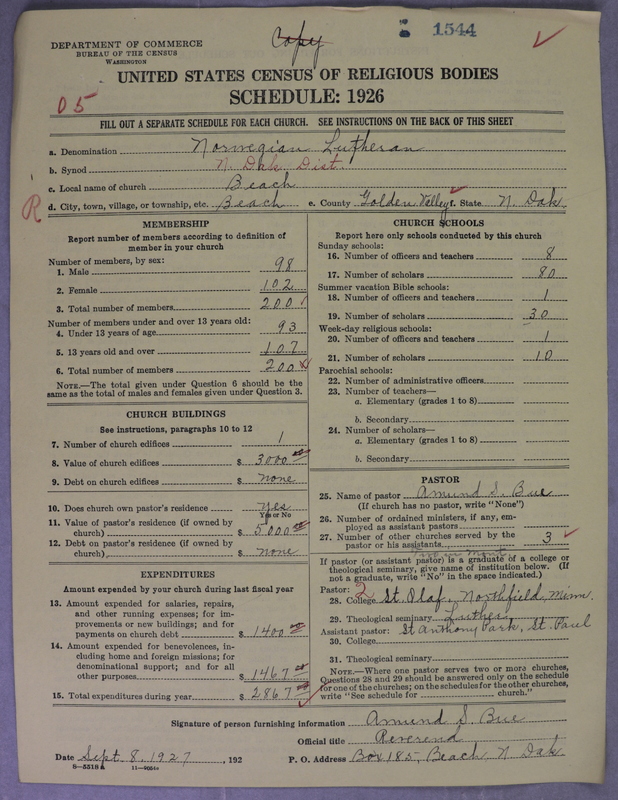 1544
Copy
DEPARTMENT OF COMMERCE
BUREAU OF THE CENSUS
WASHINGTON
UNITED STATES CENSUS OF RELIGIOUS BODIES
SCHEDULE: 1926
05
FILL OUT A SEPARATE SCHEDULE FOR EACH CHURCH. SEE INSTRUCTIONS ON THE BACK OF THIS SHEET
a. Denomination Norwegian Lutheran
b. Synod N. Dak. Dist.
c. Local name of church Beach
d. City, town, village, or township, etc. Beach e. County Golden Valley f. State N. Dak.
R
MEMBERSHIP
Report number of members according to definition of
member in your church
Number of members, by sex:
1. Male 98
2. Female 102
3. Total number of members 200
Number of members under and over 13 years old:
4. Under 13 years of age 93
5. 13 years old and over 107
6. Total number of members 200
NOTE.—The total given under Question 6 should be the
same as the total of males and females given under Question 3.
CHURCH BUILDINGS
See instructions, paragraphs 10 to 12
7. Number of church edifices 1
8. Value of church edifices $ 3000 00
9. Debt on church edifices $ none
10. Does church own pastor's residence? yes
Yes or No
11. Value of pastor's residence (if owned by
church) $ 5000 00
12. Debt on pastor's residence (if owned by
church) $ none
EXPENDITURES
Amount expended by your church during last fiscal year
13. Amount expended for salaries, repairs,
and other running expenses; for im-
provements or new buildings; and for
payments on church debt $ 1400 00
14. Amount expended for benevolences, in-
cluding home and foreign missions; for
denominational support; and for all
other purposes $ 1467 00
15. Total expenditures during year $ 2867 00
CHURCH SCHOOLS
Report here only schools conducted by this church
Sunday schools:
16. Number of officers and teachers 8
17. Number of scholars 80
Summer vacation Bible schools:
18. Number of officers and teachers 1
19. Number of scholars 30
Week-day religious schools:
20. Number of officers and teachers 1
21. Number of scholars 10
Parochial schools:
22. Number of administrative officers
23. Number of teachers—
a. Elementary (grades 1 to 8)
b. Secondary
24. Number of scholars—
a. Elementary (grades 1 to 8)
b. Secondary
PASTOR
25. Name of pastor Amund S. Bue
(If church has no pastor, write "None")
26. Number of ordained ministers, if any, em-
ployed as assistant pastors
27. Number of other churches served by the
pastor or his assistants 3
If pastor (or assistant pastor) is a graduate of a college or
theological seminary, give name of institution below. (If
not a graduate, write "No" in the space indicated.)
Pastor: 2
28. College St. Olaf, Northfield, Minn.
29. Theological seminary Luther
Assistant pastor: St Anthony Park, St. Paul
30. College
31. Theological seminary
NOTE.—Where one pastor serves two or more churches,
Questions 28 and 29 should be answered only on the schedule
for one of the churches; on the schedules for the other churches,
write "See schedule for church."
Signature of person furnishing information Amund S. Bue
Official title Reverend
Date Sept. 8, 1927, 192 P. O. Address Box 185, Beach, N. Dak.
8—5518 a 11—9064